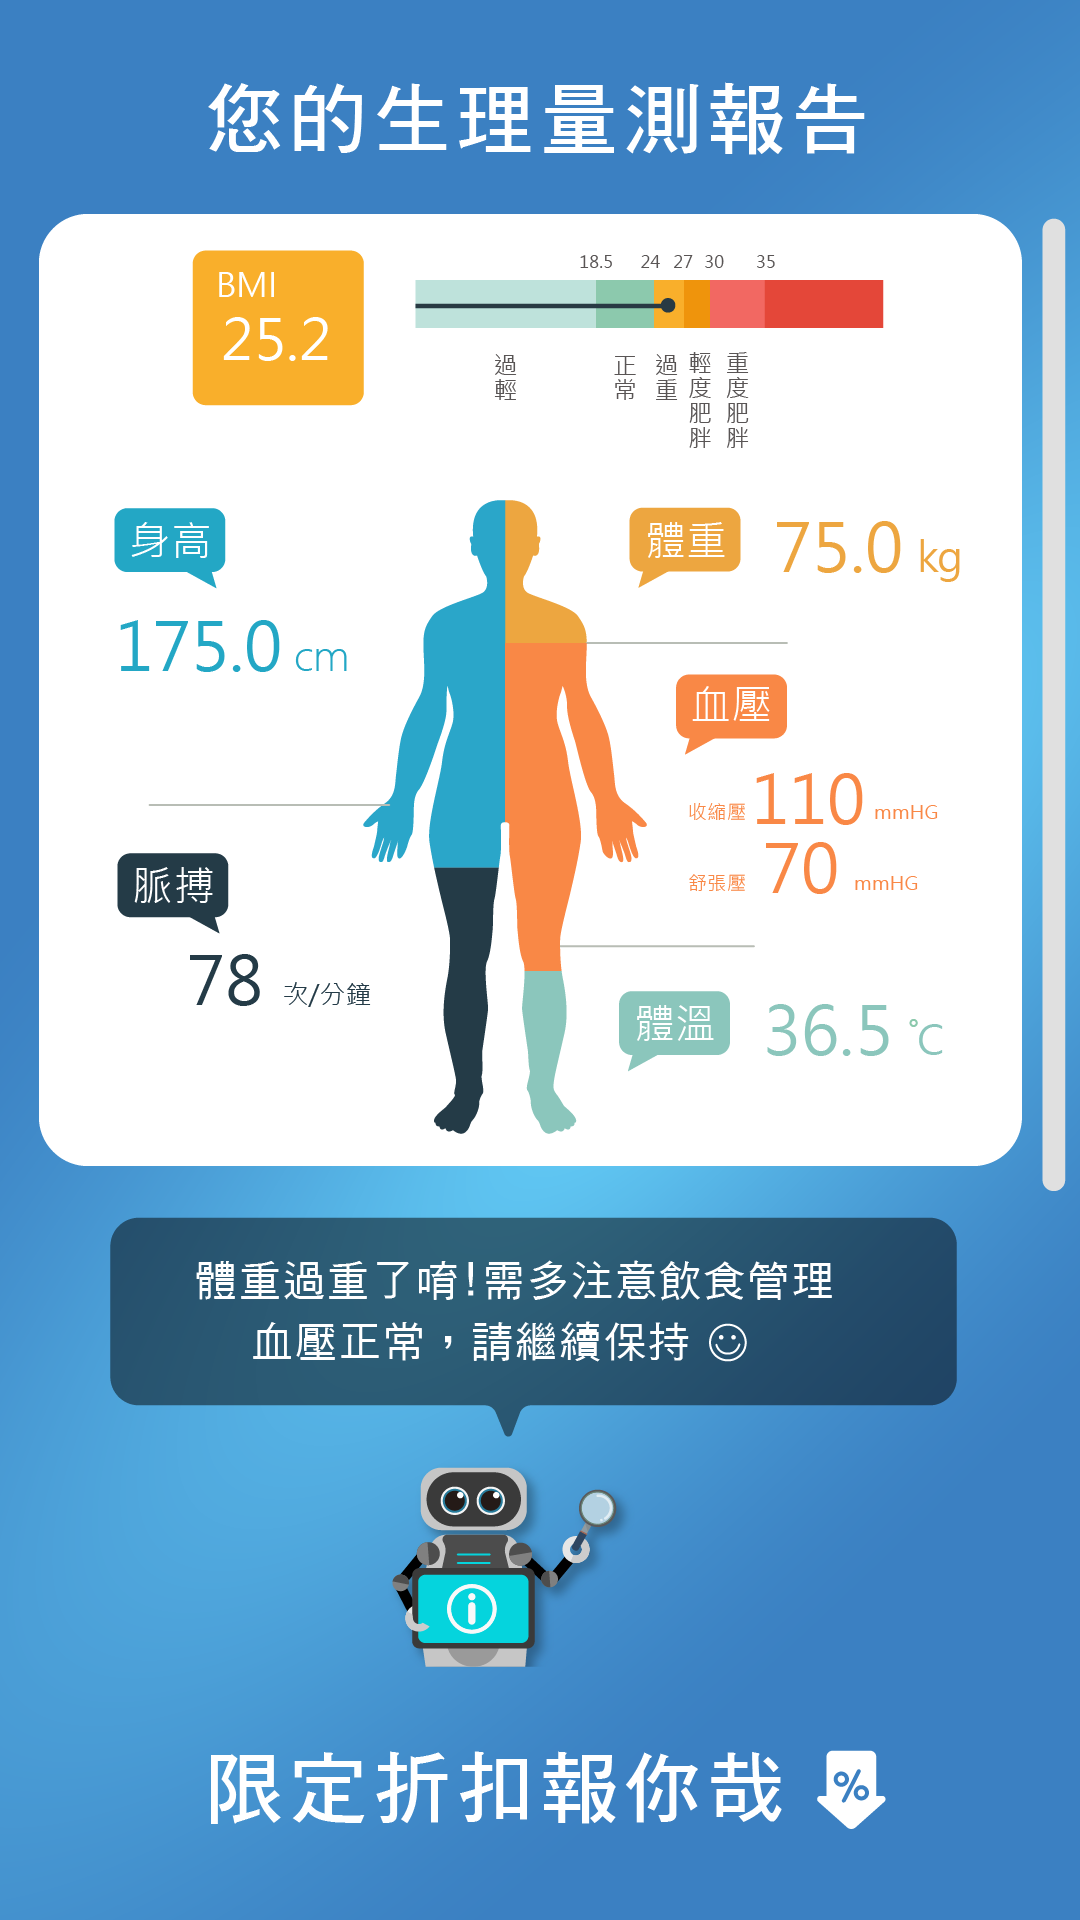 您的生理量測報告
BMI
25.2
18.5 24 27 30 35
過輕
正常
過重
輕度肥胖
重度肥胖
身高
175.0 cm
體重
75.0 kg
血壓
收縮壓 110 mmHG
舒張壓 70 mmHG
脈搏
78 次/分鐘
體溫
36.5 °C
體重過重了唷!需多注意飲食管理
血壓正常，請繼續保持
i
限定折扣報你哉
%